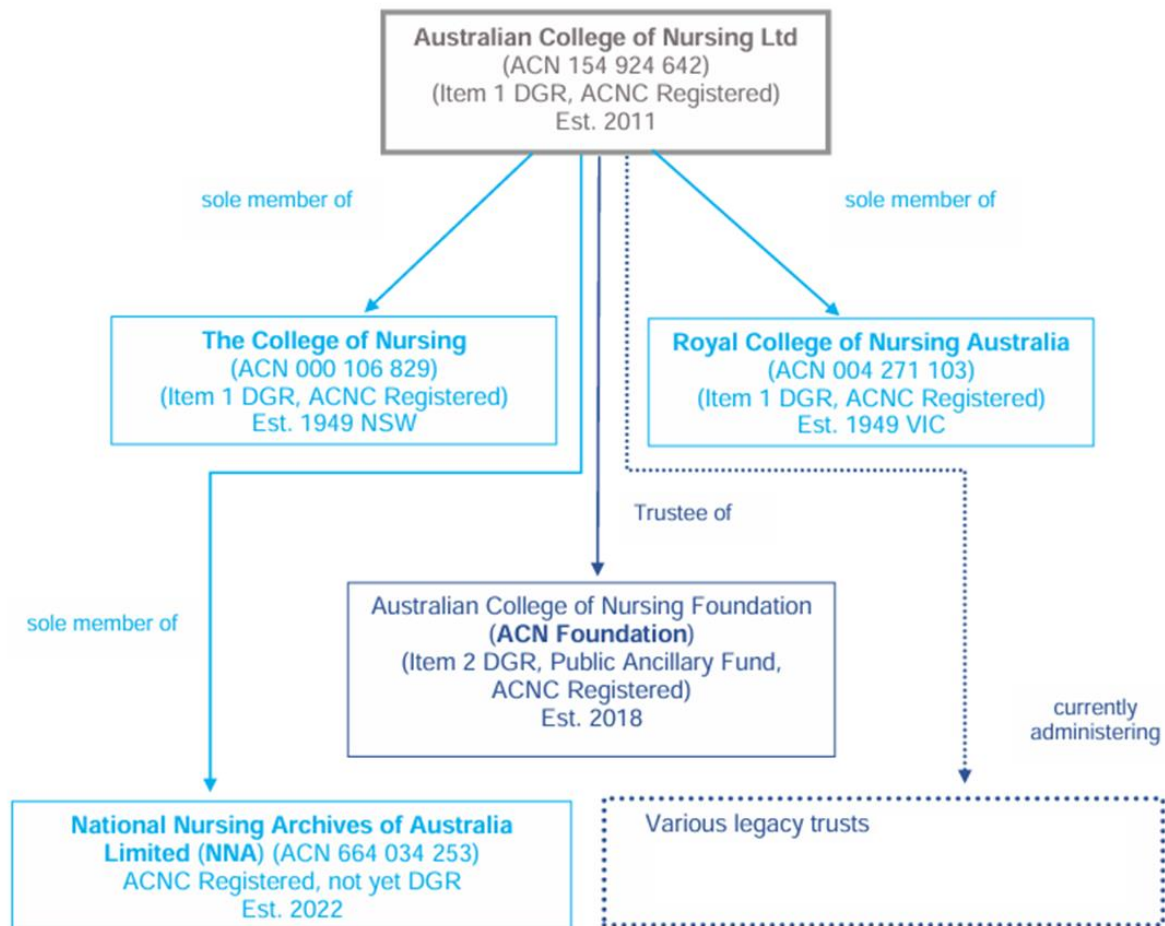 Australian College of Nursing Ltd
(ACN 154 924 642)
(Item 1 DGR, ACNC Registered)
Est. 2011
sole member of
sole member of
The College of Nursing
(ACN 000 106 829)
(Item 1 DGR, ACNC Registered)
Est. 1949 NSW
Royal College of Nursing Australia
(ACN 004 271 103)
(Item 1 DGR, ACNC Registered)
Est. 1949 VIC
Trustee of
Australian College of Nursing Foundation
(ACN Foundation)
(Item 2 DGR, Public Ancillary Fund,
ACNC Registered)
Est. 2018
sole member of
currently
administering
National Nursing Archives of Australia
Limited (NNA) (ACN 664 034 253)
ACNC Registered, not yet DGR
Est. 2022
Various legacy trusts